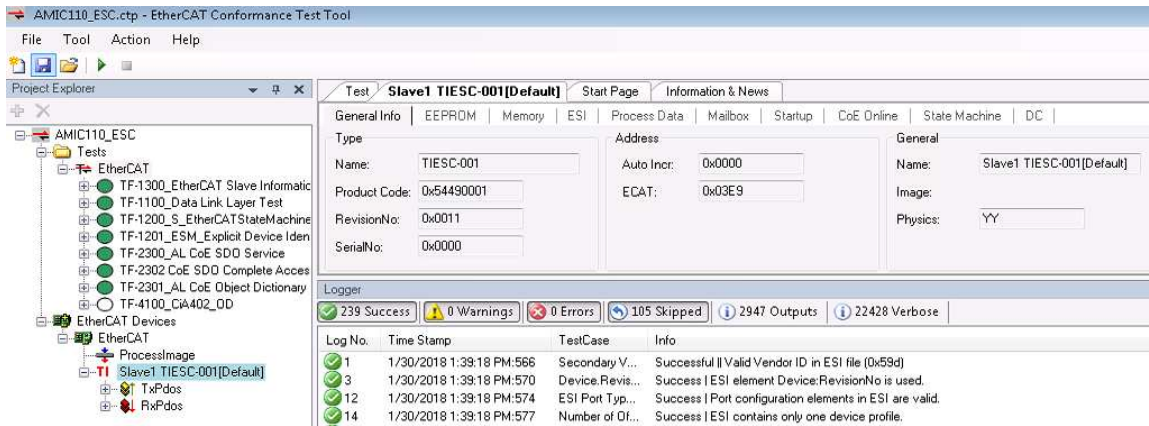 AMIC110_ESC.ctp - EtherCAT Conformance Test Tool
File Tool Action Help
Project Explorer
AMIC110_ESC
Tests
EtherCAT
TF-1300_EtherCAT Slave Informatic
TF-1100_Data Link Layer Test
TF-1200_S_EtherCATStateMachine
TF-1201_ESM_Explicit Device Iden
TF-2300_AL CoE SDO Service
TF-2302 CoE SDO Complete Acces
TF-2301_AL CoE Object Dictionary
TF-4100_CiA402_OD
EtherCAT Devices
EtherCAT
ProcessImage
TI Slave1 TIESC-001[Default]
TxPdos
RxPdos
Test Slave1 TIESC-001[Default] Start Page Information & News
General Info EEPROM Memory ESI Process Data Mailbox Startup CoE Online State Machine DC
Type Address General
Name: TIESC-001 Auto Incr: 0x0000 Name: Slave1 TIESC-001[Default]
Product Code: 0x54490001 ECAT: 0x03E9 Image:
RevisionNo: 0x0011 Physics: YY
SerialNo: 0x0000
Logger
239 Success 0 Warnings 0 Errors 105 Skipped 2947 Outputs 22428 Verbose
Log No. Time Stamp TestCase Info
1 1/30/2018 1:39:18 PM:566 Secondary V... Successful || Valid Vendor ID in ESI file (0x59d)
3 1/30/2018 1:39:18 PM:570 Device.Revis... Success | ESI element Device:RevisionNo is used.
12 1/30/2018 1:39:18 PM:574 ESI Port Typ... Success | Port configuration elements in ESI are valid.
14 1/30/2018 1:39:18 PM:577 Number of Of... Success | ESI contains only one device profile.